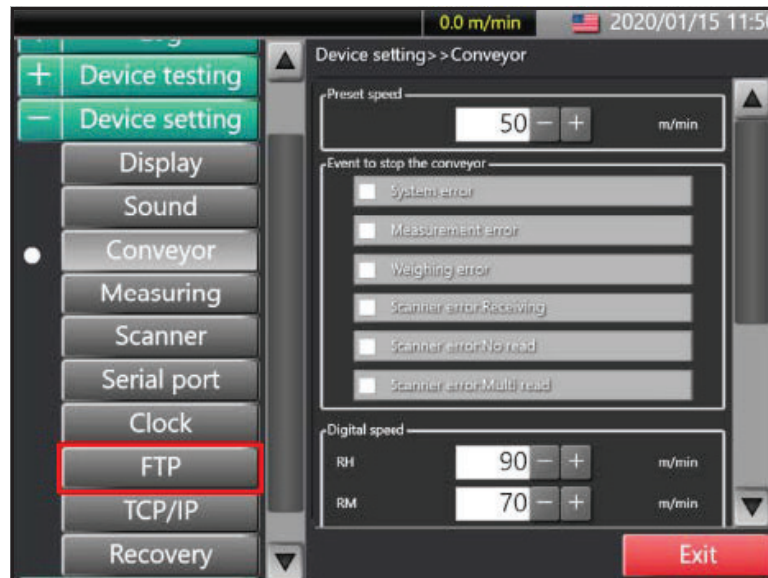 0.0 m/min
2020/01/15 11:50
Device testing
Device setting
Display
Sound
Conveyor
Measuring
Scanner
Serial port
Clock
FTP
TCP/IP
Recovery
Device setting>>Conveyor
Preset speed
50 − + m/min
Event to stop the conveyor
System error
Measurement error
Weighing error
Scanner error:Receiving
Scanner error:No read
Scanner error:Multi read
Digital speed
RH 90 − + m/min
RM 70 − + m/min
Exit